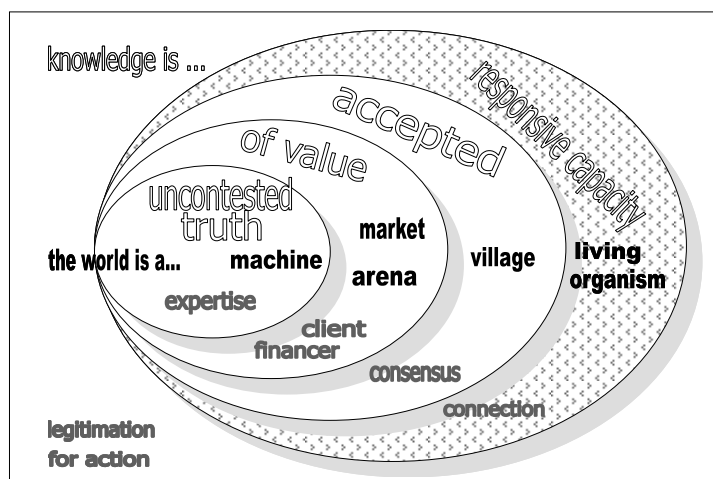 knowledge is ...
responsive capacity
accepted
of value
uncontested
truth
the world is a...
machine
market
arena
village
living
organism
expertise
client
financer
consensus
connection
legitimation
for action